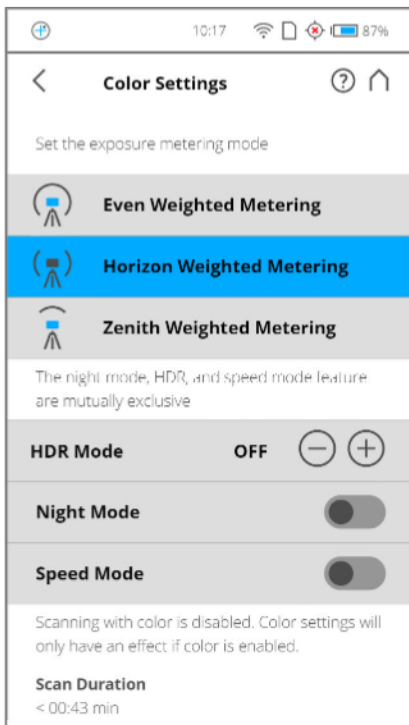 10:17 87%
Color Settings
Set the exposure metering mode
Even Weighted Metering
Horizon Weighted Metering
Zenith Weighted Metering
The night mode, HDR, and speed mode feature
are mutually exclusive
HDR Mode OFF
Night Mode
Speed Mode
Scanning with color is disabled. Color settings will
only have an effect if color is enabled.
Scan Duration
< 00:43 min